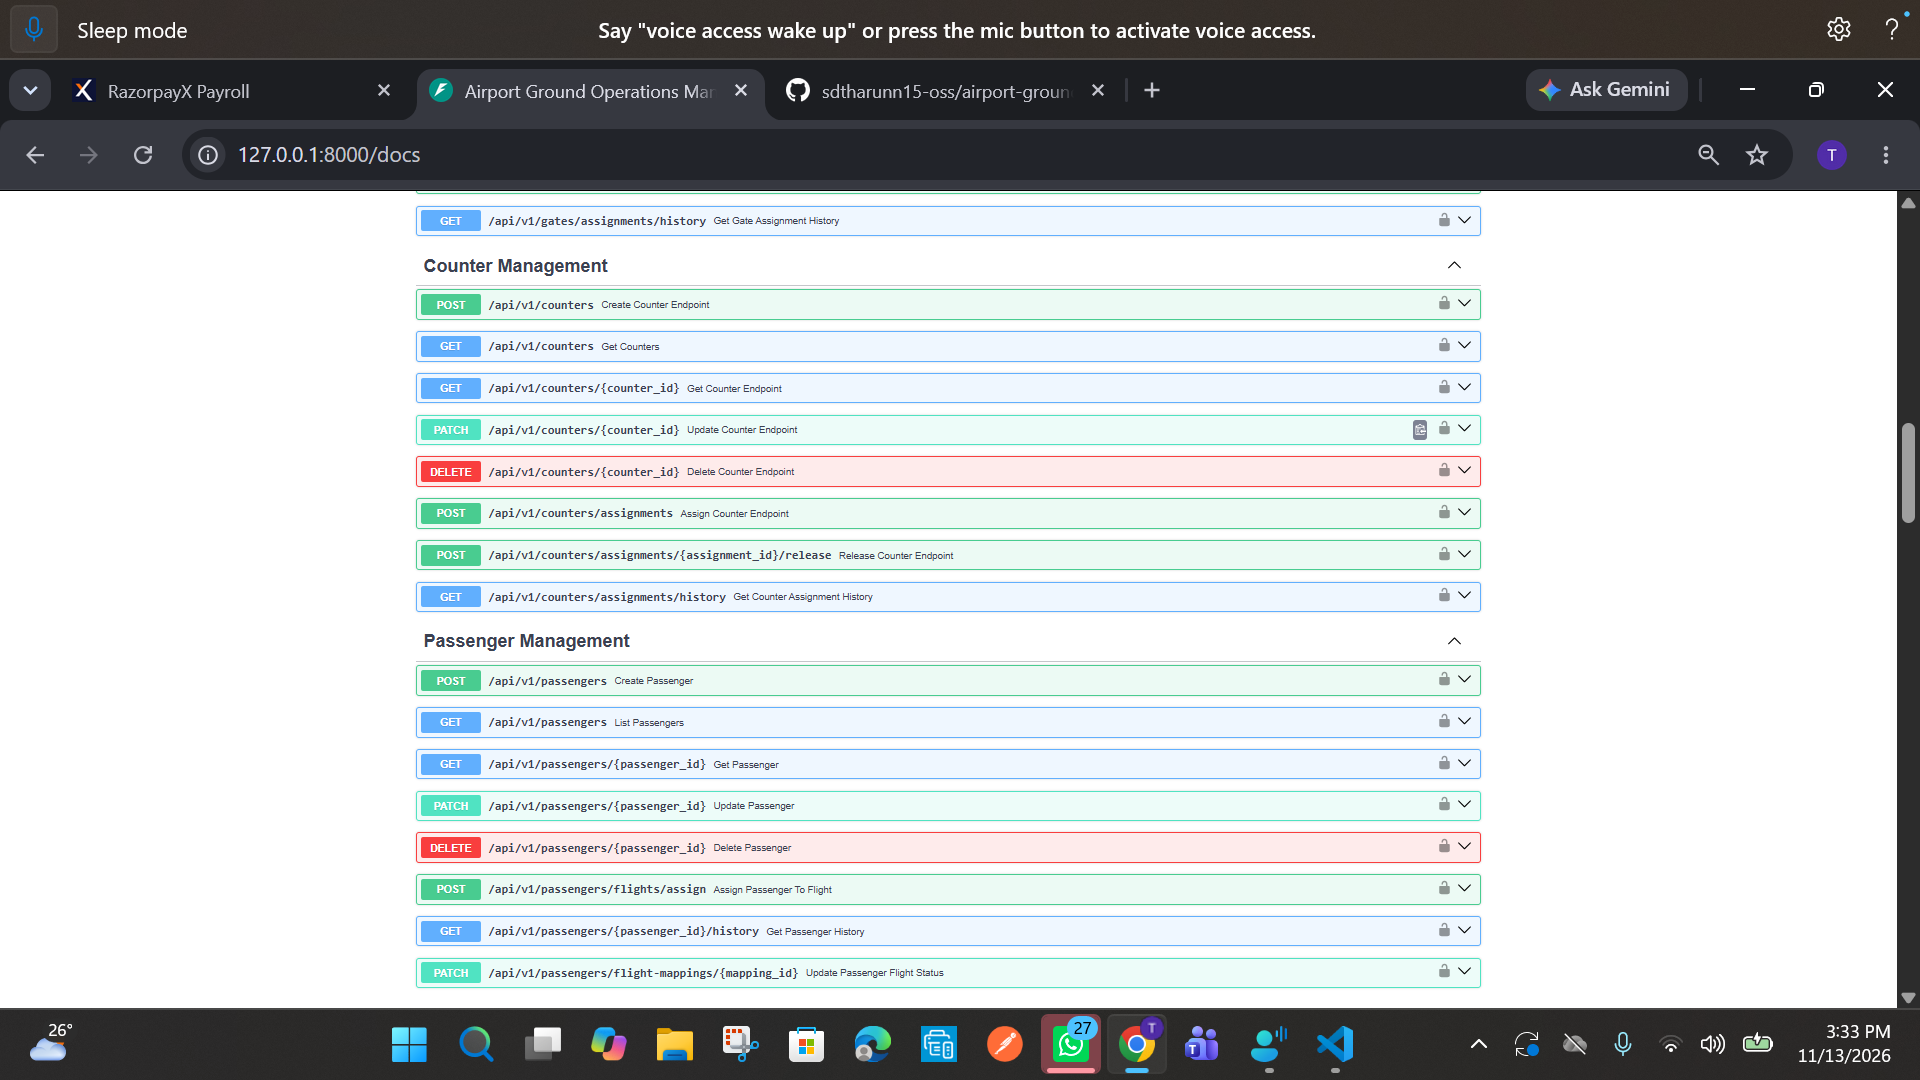 Sleep mode
Say "voice access wake up" or press the mic button to activate voice access.
RazorpayX Payroll
Airport Ground Operations Mar
sdtharunn15-oss/airport-groun
Ask Gemini
127.0.0.1:8000/docs
T
GET /api/v1/gates/assignments/history Get Gate Assignment History
Counter Management
POST /api/v1/counters Create Counter Endpoint
GET /api/v1/counters Get Counters
GET /api/v1/counters/{counter_id} Get Counter Endpoint
PATCH /api/v1/counters/{counter_id} Update Counter Endpoint
DELETE /api/v1/counters/{counter_id} Delete Counter Endpoint
POST /api/v1/counters/assignments Assign Counter Endpoint
POST /api/v1/counters/assignments/{assignment_id}/release Release Counter Endpoint
GET /api/v1/counters/assignments/history Get Counter Assignment History
Passenger Management
POST /api/v1/passengers Create Passenger
GET /api/v1/passengers List Passengers
GET /api/v1/passengers/{passenger_id} Get Passenger
PATCH /api/v1/passengers/{passenger_id} Update Passenger
DELETE /api/v1/passengers/{passenger_id} Delete Passenger
POST /api/v1/passengers/flights/assign Assign Passenger To Flight
GET /api/v1/passengers/{passenger_id}/history Get Passenger History
PATCH /api/v1/passengers/flight-mappings/{mapping_id} Update Passenger Flight Status
26°
27
T
3:33 PM
11/13/2026